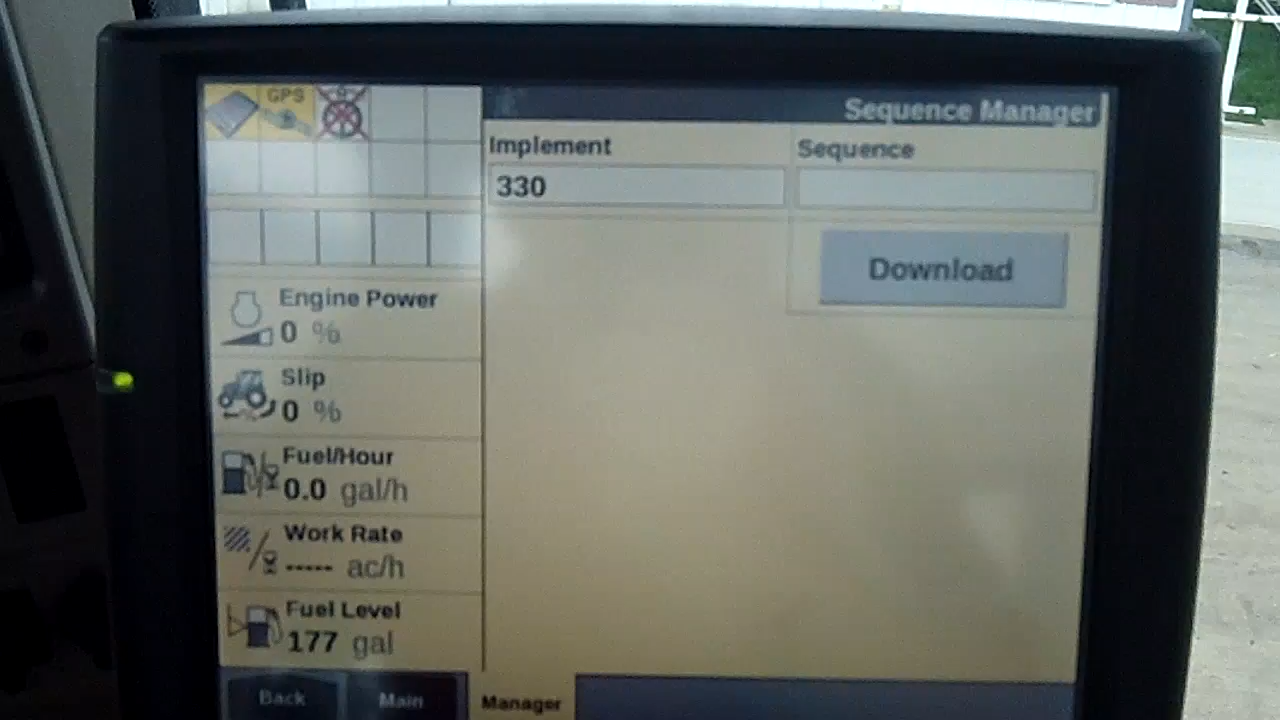 GPS
Sequence Manager
Implement
Sequence
330
Download
Engine Power
0 %
Slip
0 %
Fuel/Hour
0.0 gal/h
Work Rate
----- ac/h
Fuel Level
177 gal
Back
Main
Manager